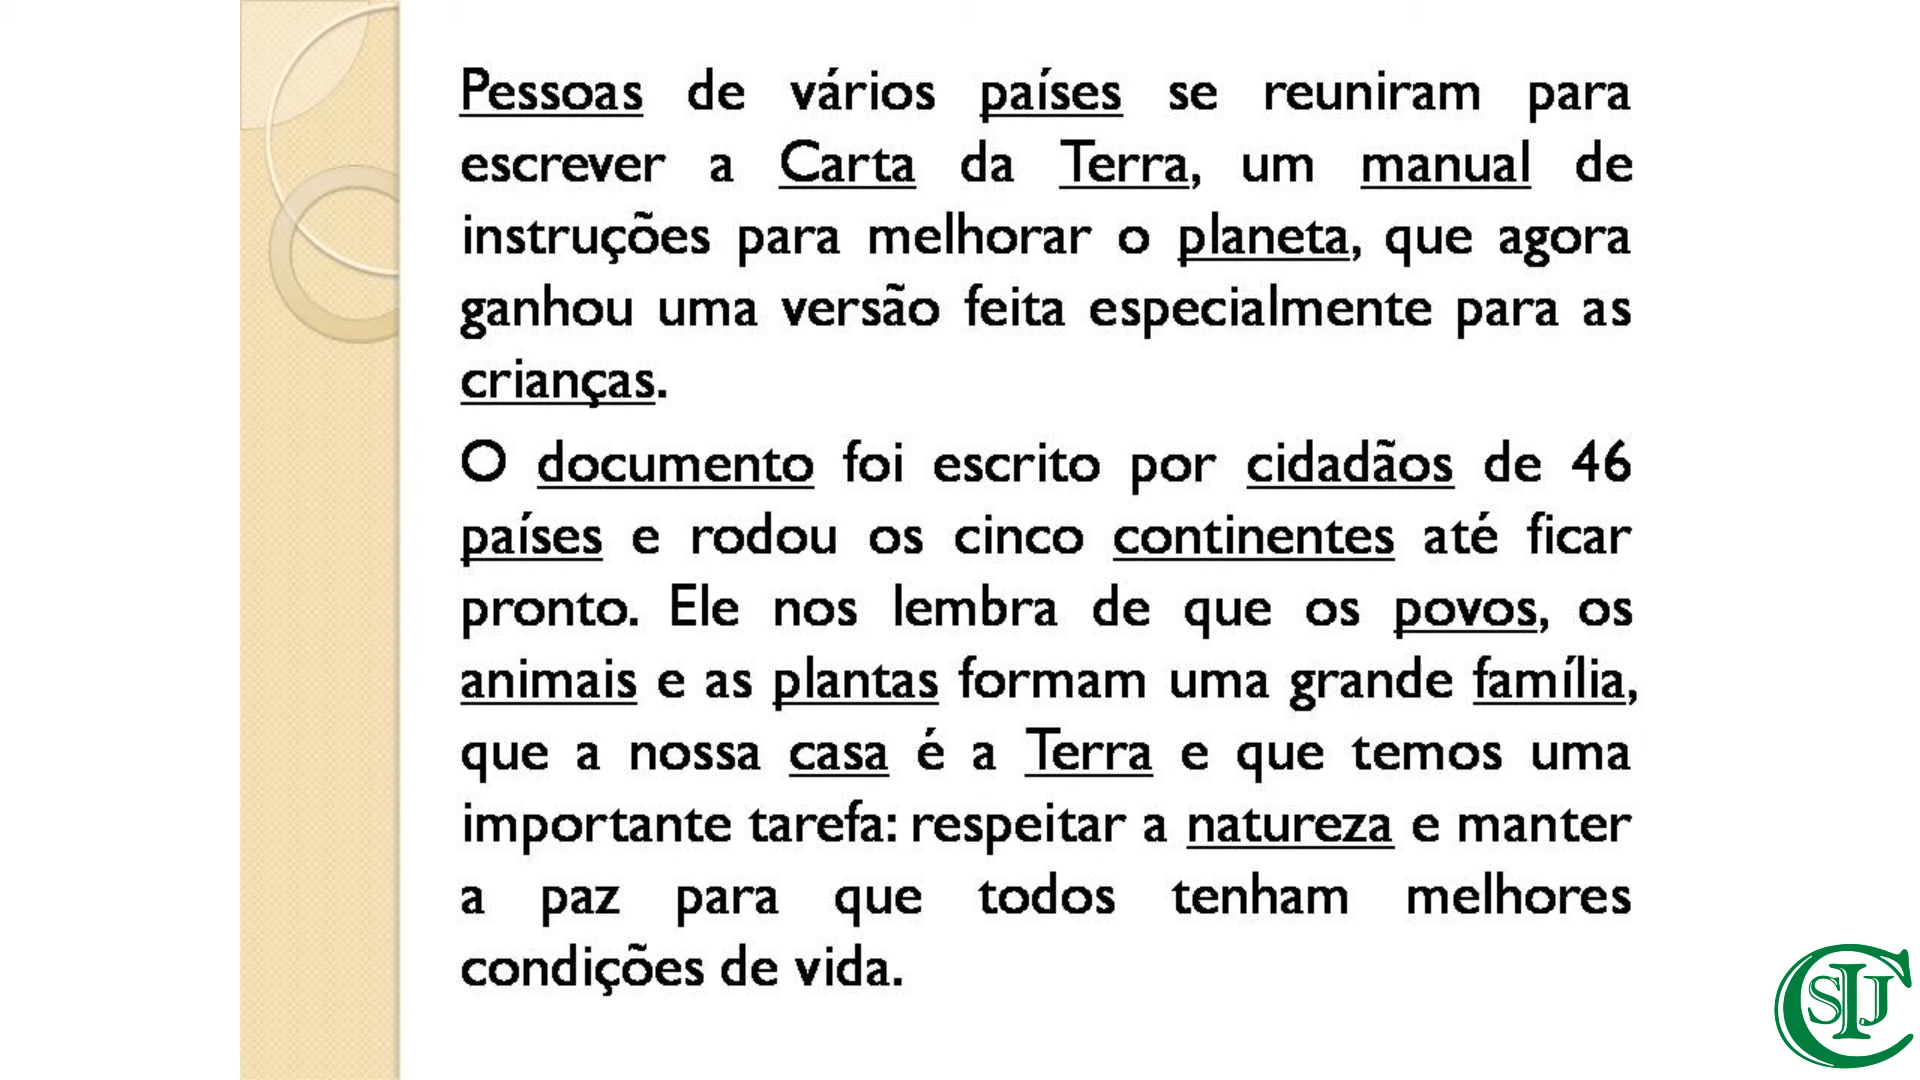 Pessoas de vários países se reuniram para
escrever a Carta da Terra, um manual de
instruções para melhorar o planeta, que agora
ganhou uma versão feita especialmente para as
crianças.
O documento foi escrito por cidadãos de 46
países e rodou os cinco continentes até ficar
pronto. Ele nos lembra de que os povos, os
animais e as plantas formam uma grande família,
que a nossa casa é a Terra e que temos uma
importante tarefa: respeitar a natureza e manter
a paz para que todos tenham melhores
condições de vida.